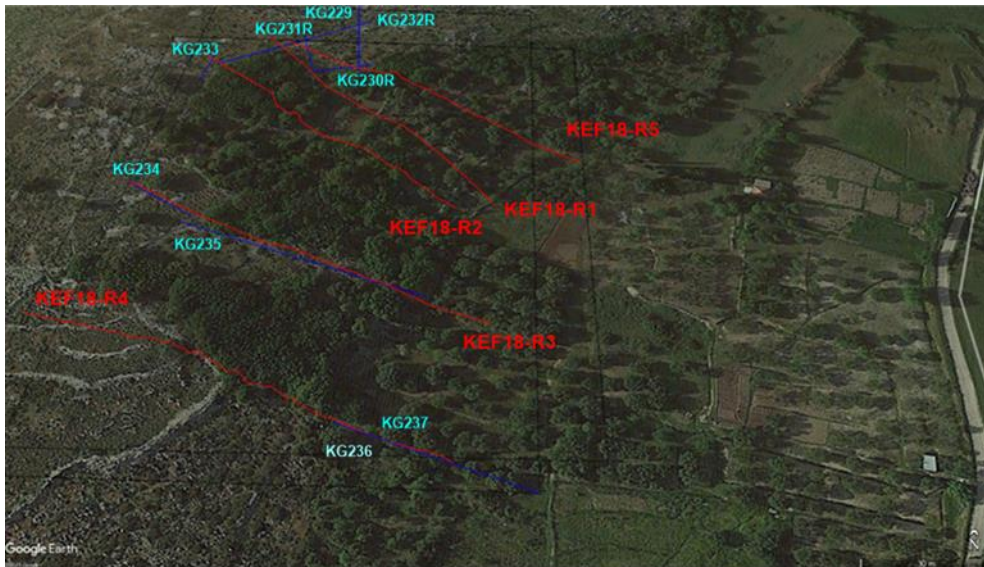 KG229
KG231R
KG232R
KG233
KG230R
KEF18-R5
KG234
KEF18-R1
KEF18-R2
KG235
KEF18-R4
KEF18-R3
KG237
KG236
Google Earth